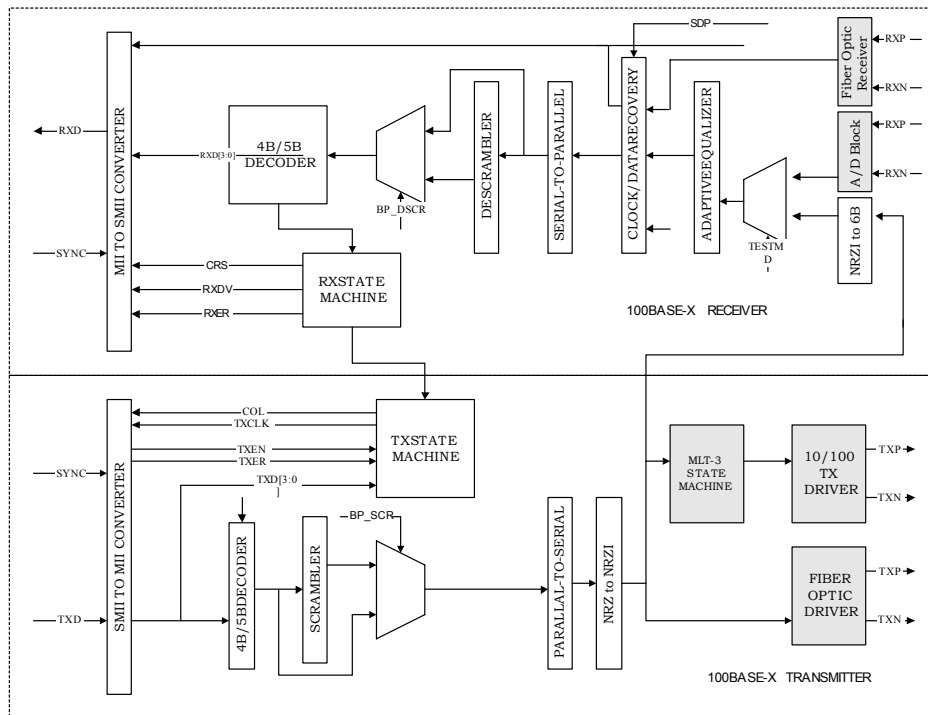 SDP
Fiber Optic
Receiver
RXP
RXN
RXD
SYNC
MII TO SMII CONVERTER
RXD[3:0]
4B/5B
DECODER
BP_DSCR
DESCRAMBLER
SERIAL-TO-PARALLEL
CLOCK/DATARECOVERY
ADAPTIVEEQUALIZER
TESTM
D
A/D Block
RXP
RXN
NRZI to 6B
CRS
RXDV
RXER
RXSTATE
MACHINE
100BASE-X RECEIVER
SYNC
TXD
SMII TO MII CONVERTER
COL
TXCLK
TXEN
TXER
TXD[3:0
]
TXSTATE
MACHINE
4B/5BDECODER
SCRAMBLER
BP_SCR
PARALLAL-TO-SERIAL
NRZ to NRZI
MLT-3
STATE
MACHINE
10/100
TX
DRIVER
TXP
TXN
FIBER
OPTIC
DRIVER
TXP
TXN
100BASE-X TRANSMITTER